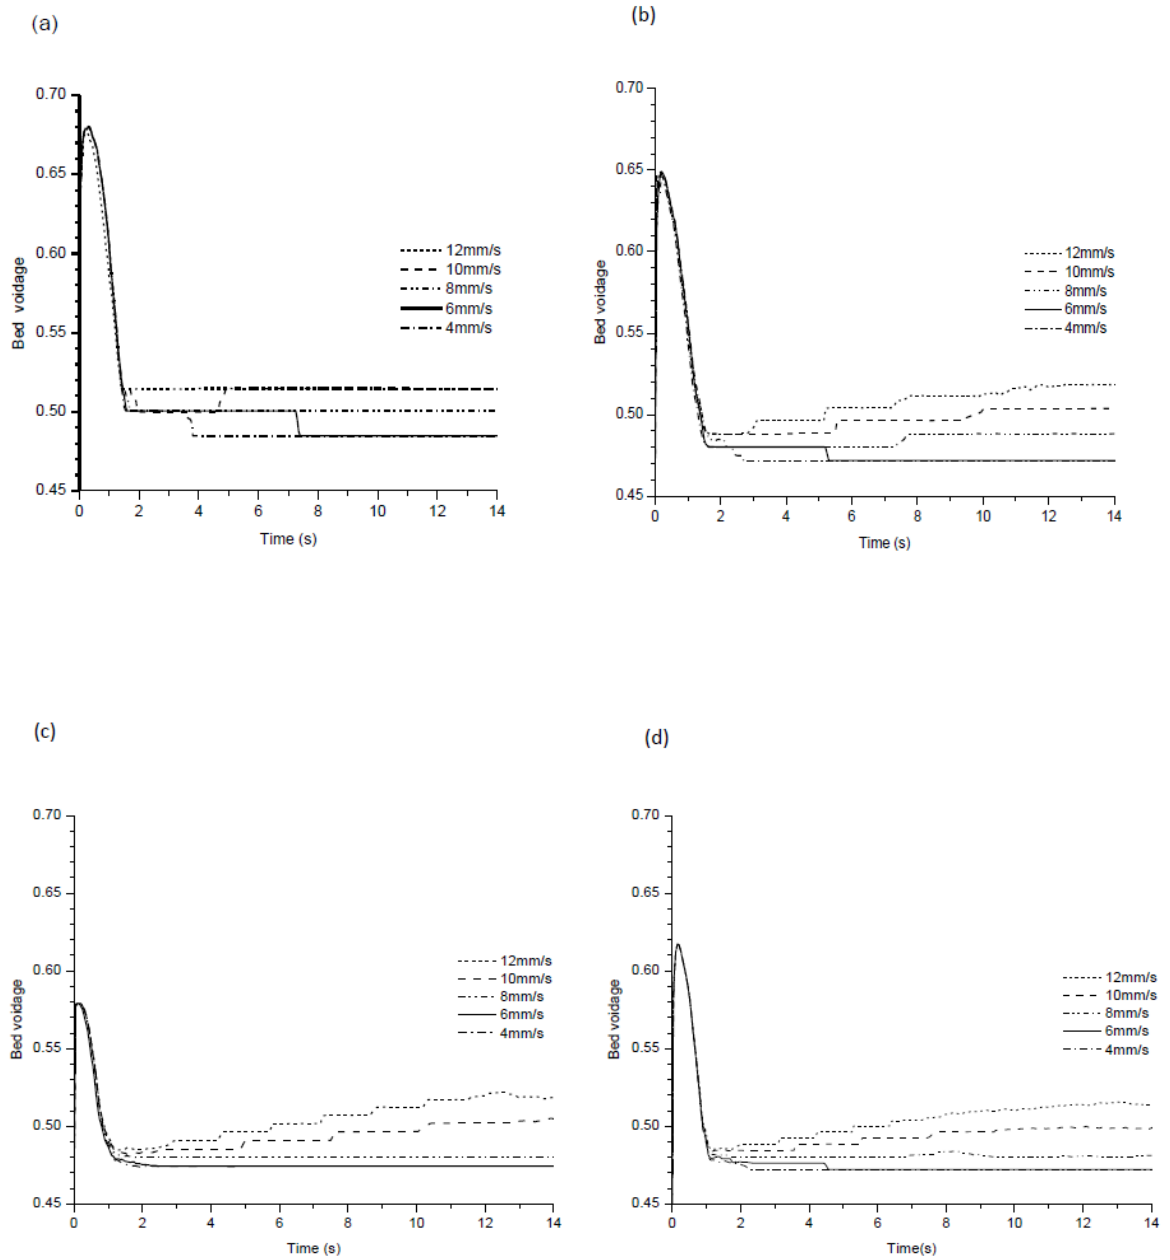 (a)
0.70
0.65
0.60
0.55
0.50
0.45
Bed voidage
12mm/s
10mm/s
8mm/s
6mm/s
4mm/s
0 2 4 6 8 10 12 14
Time (s)
(b)
0.70
0.65
0.60
0.55
0.50
0.45
Bed voidage
12mm/s
10mm/s
8mm/s
6mm/s
4mm/s
0 2 4 6 8 10 12 14
Time (s)
(c)
0.70
0.65
0.60
0.55
0.50
0.45
Bed voidage
12mm/s
10mm/s
8mm/s
6mm/s
4mm/s
0 2 4 6 8 10 12 14
Time (s)
(d)
0.70
0.65
0.60
0.55
0.50
0.45
Bed voidage
12mm/s
10mm/s
8mm/s
6mm/s
4mm/s
0 2 4 6 8 10 12 14
Time(s)